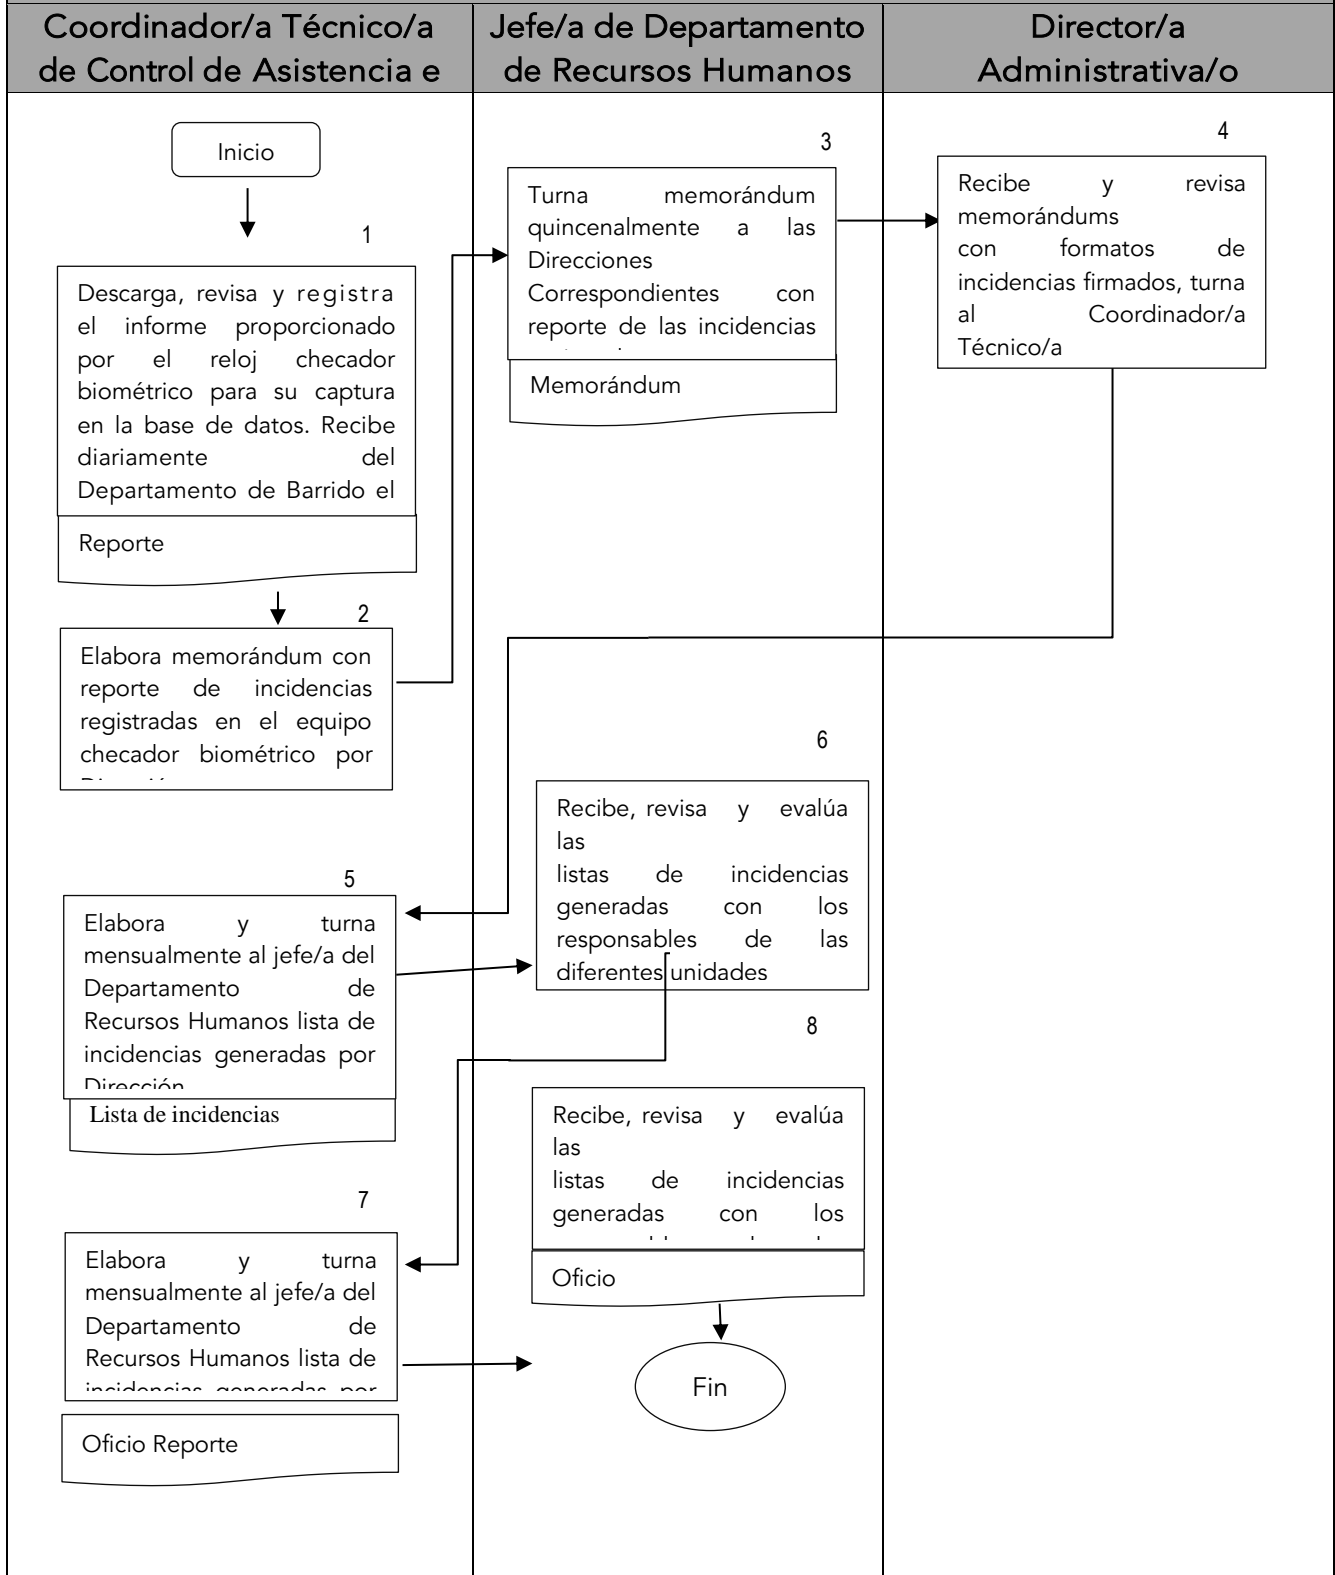 Coordinador/a Técnico/a
de Control de Asistencia e
Jefe/a de Departamento
de Recursos Humanos
Director/a
Administrativa/o
Inicio
1
Descarga, revisa y registra
el informe proporcionado
por el reloj checador
biométrico para su captura
en la base de datos. Recibe
diariamente del
Departamento de Barrido el
Reporte
2
Elabora memorándum con
reporte de incidencias
registradas en el equipo
checador biométrico por
3
Turna memorándum
quincenalmente a las
Direcciones
Correspondientes con
reporte de las incidencias
Memorándum
4
Recibe y revisa
memorándums
con formatos de
incidencias firmados, turna
al Coordinador/a
Técnico/a
5
Elabora y turna
mensualmente al jefe/a del
Departamento de
Recursos Humanos lista de
incidencias generadas por
Dirección
Lista de incidencias
6
Recibe, revisa y evalúa
las
listas de incidencias
generadas con los
responsables de las
diferentes unidades
7
Elabora y turna
mensualmente al jefe/a del
Departamento de
Recursos Humanos lista de
incidencias generadas por
Oficio Reporte
8
Recibe, revisa y evalúa
las
listas de incidencias
generadas con los
Oficio
Fin